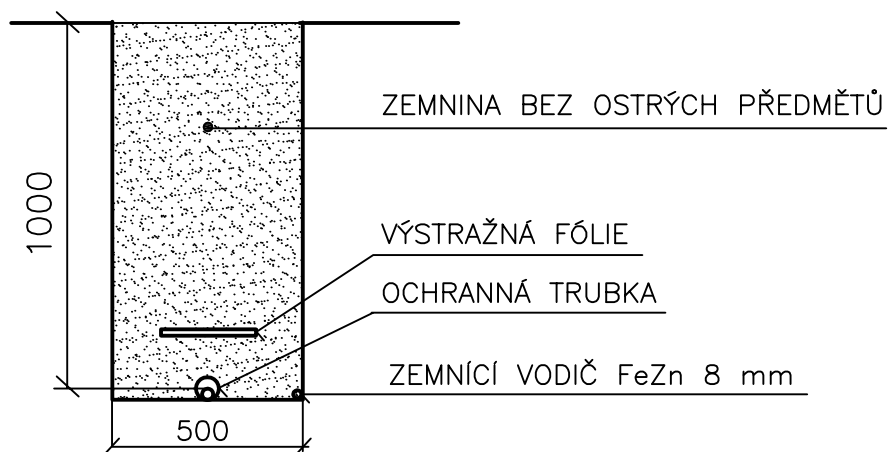 ZEMNINA BEZ OSTRÝCH PŘEDMĚTŮ
1000
VÝSTRAŽNÁ FÓLIE
OCHRANNÁ TRUBKA
ZEMNÍCÍ VODIČ FeZn 8 mm
500